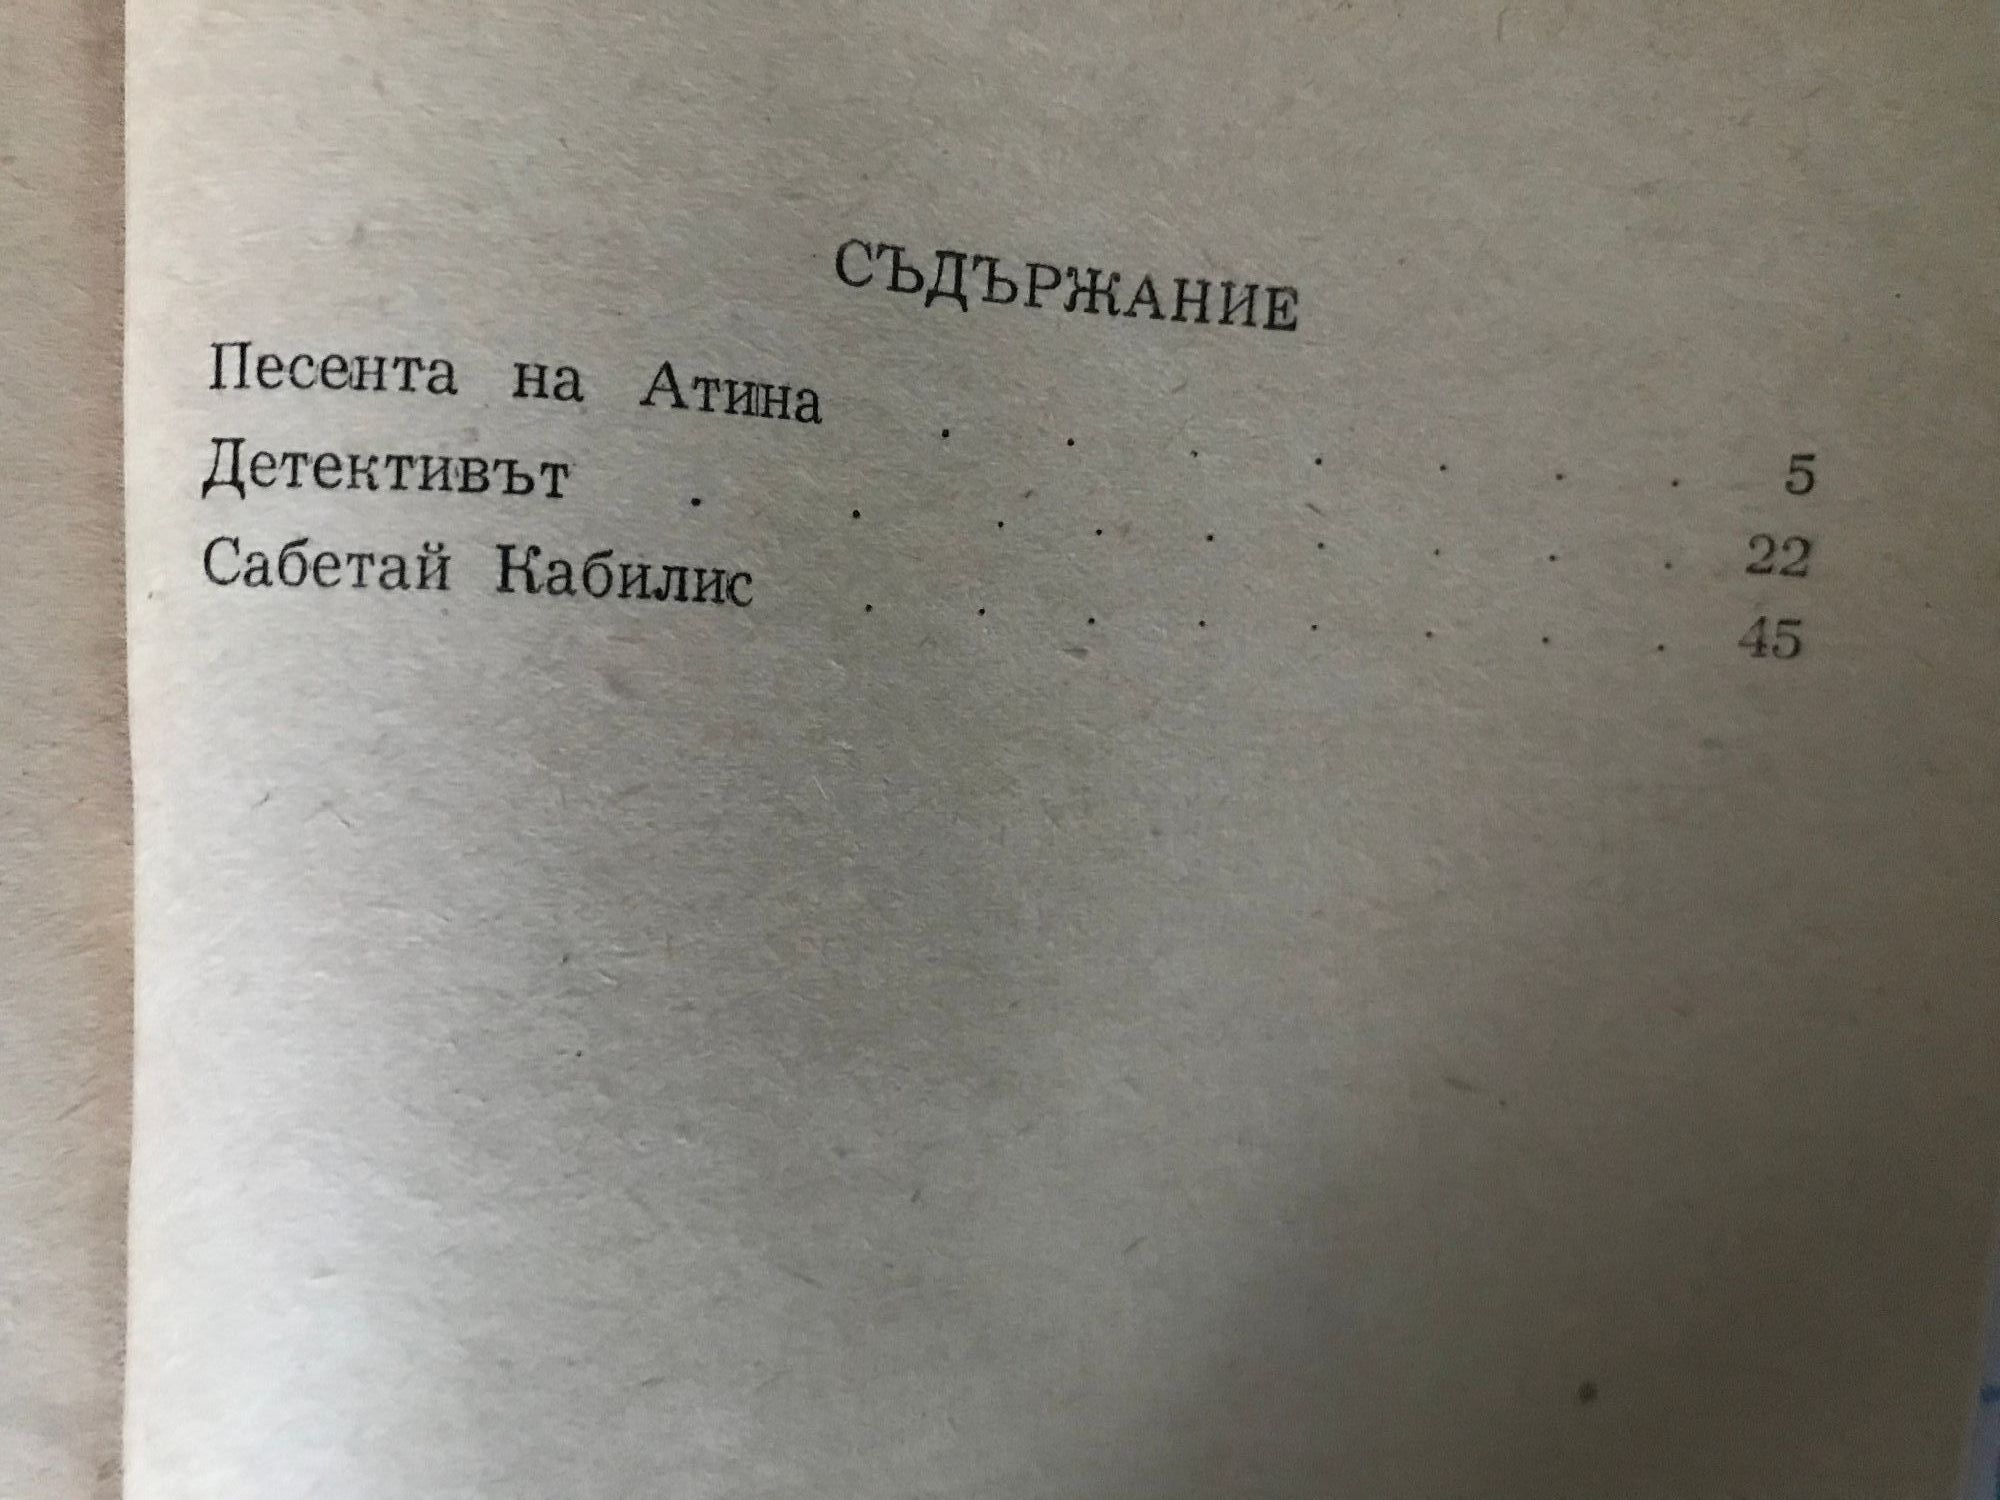 СЪДЪРЖАНИЕ
Песента на Атина . . . . . . . 5
Детективът . . . . . . . . . 22
Сабетай Кабилис . . . . . . . . 45